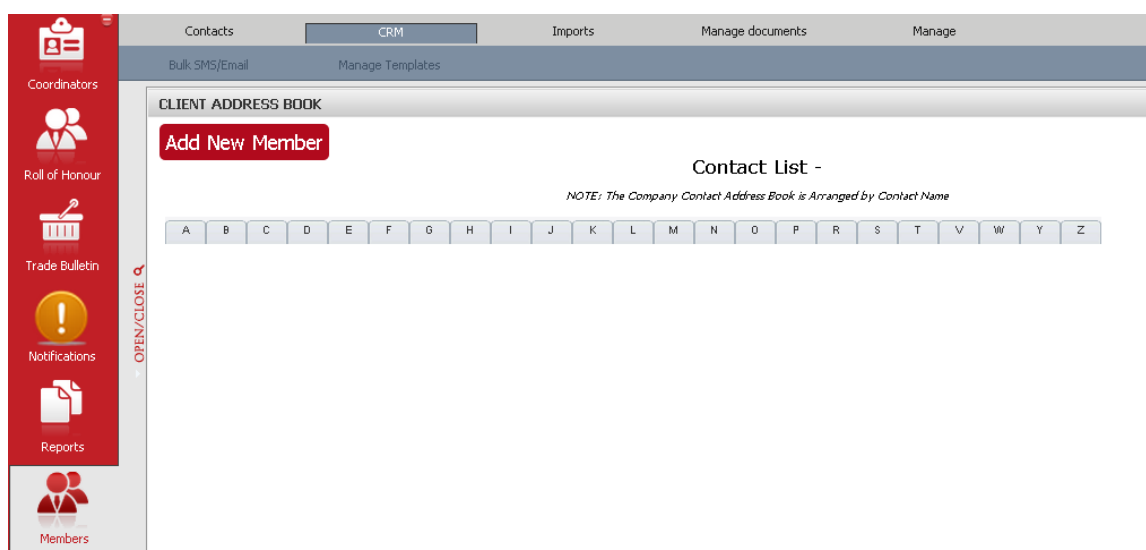 Contacts CRM Imports Manage documents Manage
Bulk SMS/Email Manage Templates
Coordinators
Roll of Honour
Trade Bulletin
Notifications
Reports
Members
OPEN/CLOSE
CLIENT ADDRESS BOOK
Add New Member
Contact List -
NOTE: The Company Contact Address Book is Arranged by Contact Name
A B C D E F G H I J K L M N O P R S T V W Y Z